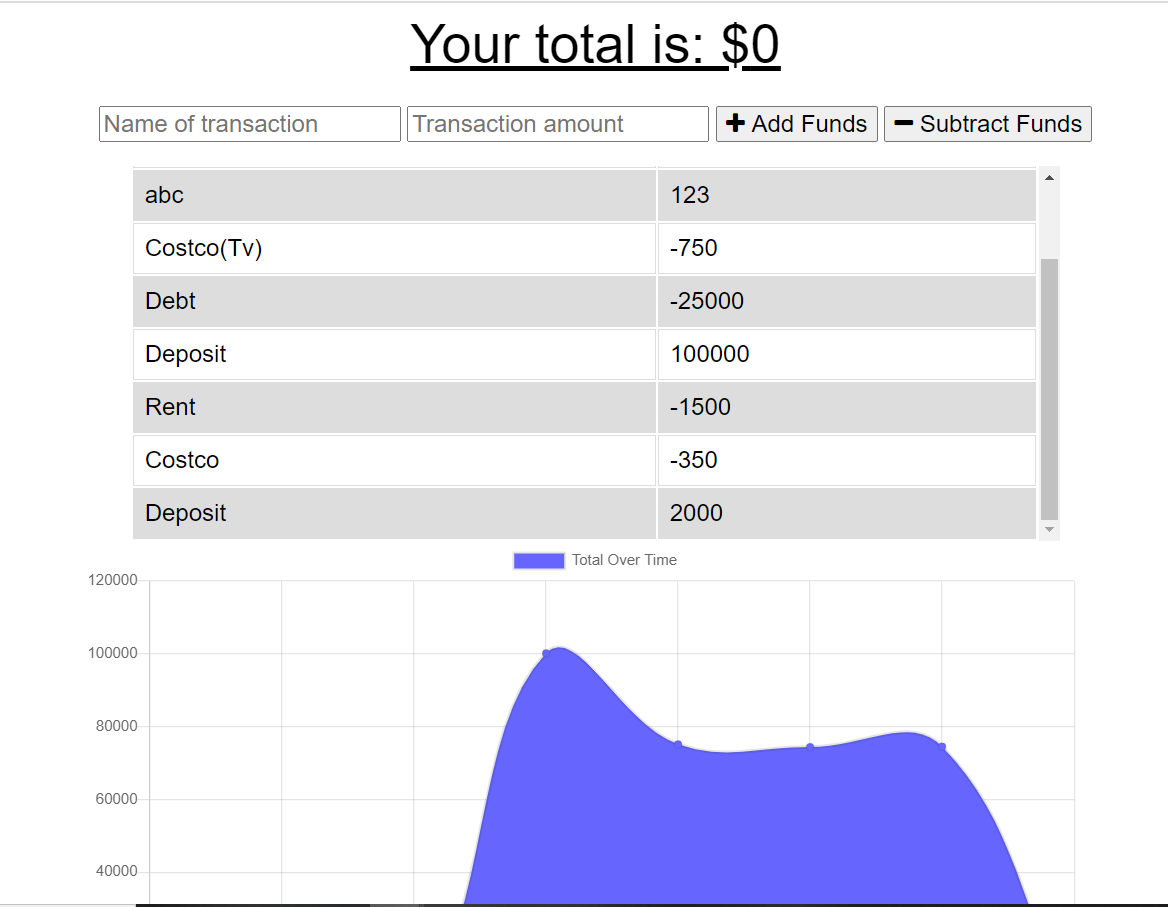 Your total is: $0
Name of transaction Transaction amount Add Funds Subtract Funds
abc 123
Costco(Tv) -750
Debt -25000
Deposit 100000
Rent -1500
Costco -350
Deposit 2000
Total Over Time
120000
100000
80000
60000
40000